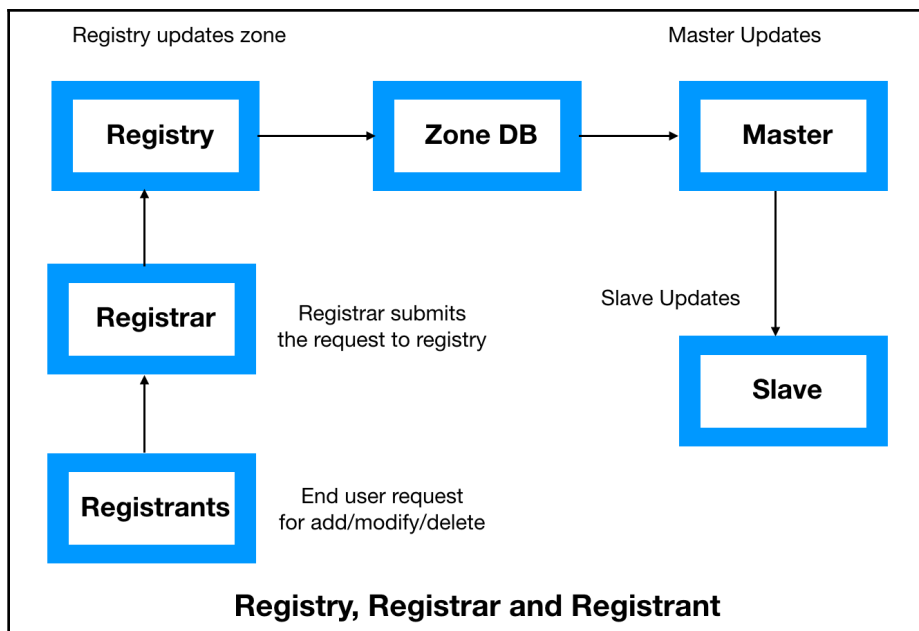 Registry updates zone
Master Updates
Registry
Zone DB
Master
Registrar
Registrar submits
the request to registry
Slave Updates
Slave
Registrants
End user request
for add/modify/delete
Registry, Registrar and Registrant